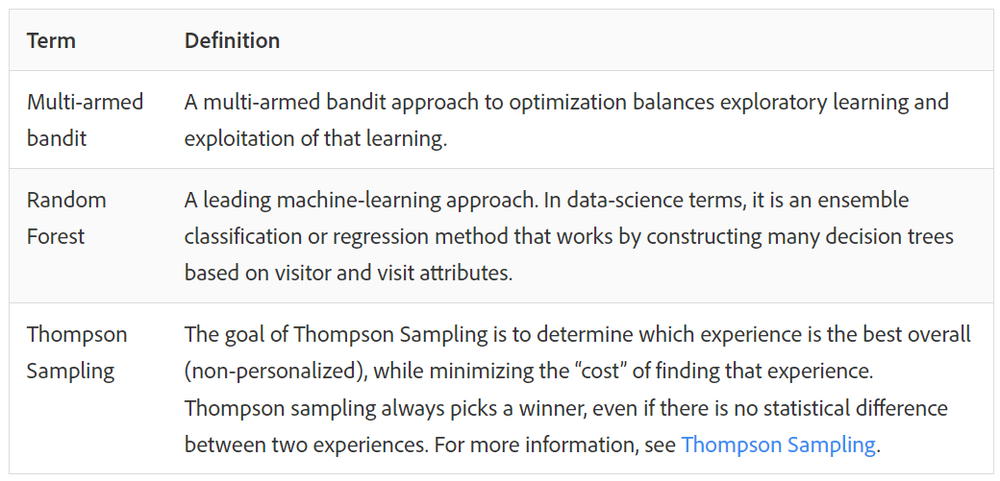 Term Definition
Multi-armed bandit A multi-armed bandit approach to optimization balances exploratory learning and
exploitation of that learning.
Random Forest A leading machine-learning approach. In data-science terms, it is an ensemble
classification or regression method that works by constructing many decision trees
based on visitor and visit attributes.
Thompson Sampling The goal of Thompson Sampling is to determine which experience is the best overall
(non-personalized), while minimizing the “cost” of finding that experience.
Thompson sampling always picks a winner, even if there is no statistical difference
between two experiences. For more information, see Thompson Sampling.